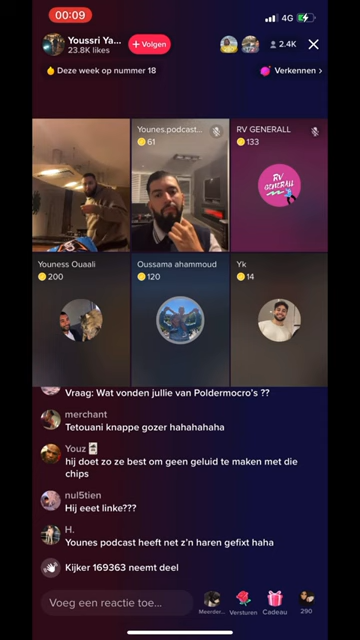 00:09
4G
Youssri Ya...
23.8K likes
+ Volgen
2.4K
Deze week op nummer 18
Verkennen >
Younes.podcast...
61
RV GENERALL
133
RV
GENERALL
Youness Ouaali
200
Oussama ahammoud
120
Yk
14
Vraag: Wat vonden jullie van Poldermocro's ??
merchant
Tetouani knappe gozer hahahahaha
Youz
hij doet zo ze best om geen geluid te maken met die
chips
nul5tien
Hij eeet linke???
H.
Younes podcast heeft net z'n haren gefixt haha
Kijker 169363 neemt deel
Voeg een reactie toe...
Meerder...
Versturen
Cadeau
290